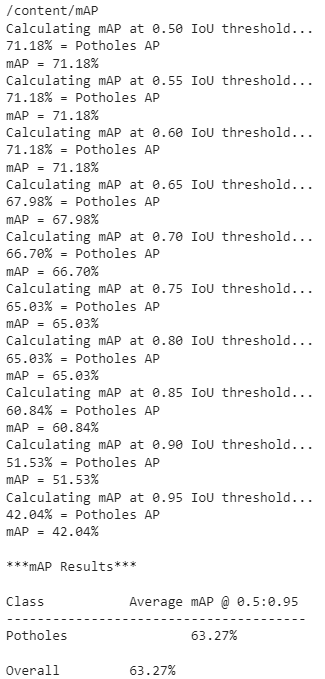 /content/mAP
Calculating mAP at 0.50 IoU threshold...
71.18% = Potholes AP
mAP = 71.18%
Calculating mAP at 0.55 IoU threshold...
71.18% = Potholes AP
mAP = 71.18%
Calculating mAP at 0.60 IoU threshold...
71.18% = Potholes AP
mAP = 71.18%
Calculating mAP at 0.65 IoU threshold...
67.98% = Potholes AP
mAP = 67.98%
Calculating mAP at 0.70 IoU threshold...
66.70% = Potholes AP
mAP = 66.70%
Calculating mAP at 0.75 IoU threshold...
65.03% = Potholes AP
mAP = 65.03%
Calculating mAP at 0.80 IoU threshold...
65.03% = Potholes AP
mAP = 65.03%
Calculating mAP at 0.85 IoU threshold...
60.84% = Potholes AP
mAP = 60.84%
Calculating mAP at 0.90 IoU threshold...
51.53% = Potholes AP
mAP = 51.53%
Calculating mAP at 0.95 IoU threshold...
42.04% = Potholes AP
mAP = 42.04%
***mAP Results***
Class Average mAP @ 0.5:0.95
---------------------------------------
Potholes 63.27%
Overall 63.27%